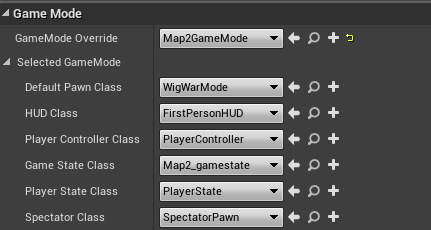 Game Mode
GameMode Override Map2GameMode
Selected GameMode
Default Pawn Class WigWarMode
HUD Class FirstPersonHUD
Player Controller Class PlayerController
Game State Class Map2_gamestate
Player State Class PlayerState
Spectator Class SpectatorPawn